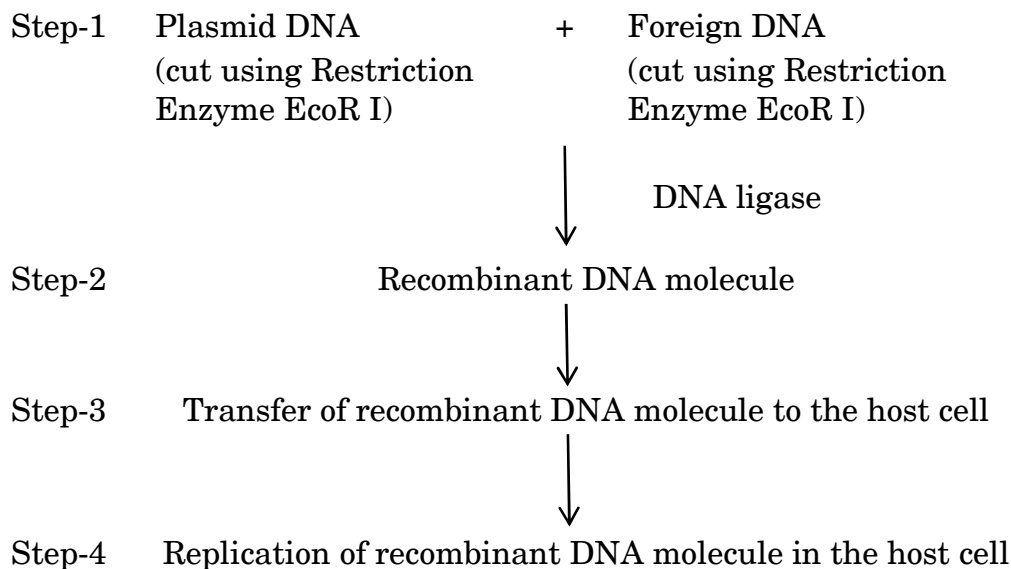 Step-1 Plasmid DNA + Foreign DNA
(cut using Restriction (cut using Restriction
Enzyme EcoR I) Enzyme EcoR I)
DNA ligase
Step-2 Recombinant DNA molecule
Step-3 Transfer of recombinant DNA molecule to the host cell
Step-4 Replication of recombinant DNA molecule in the host cell